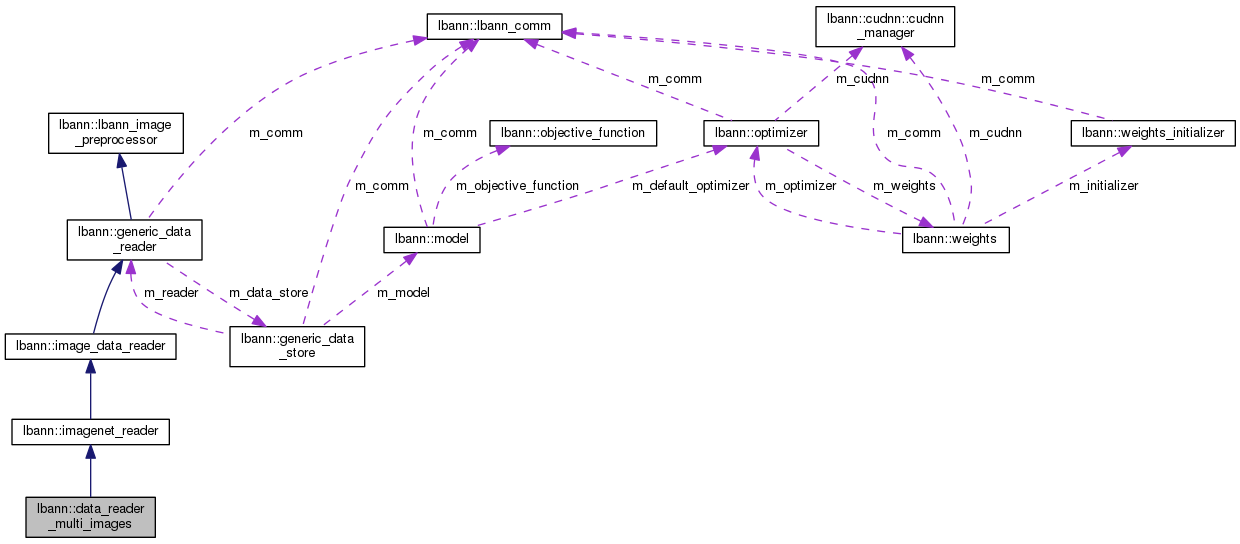 lbann::lbann_comm
lbann::cudnn::cudnn
_manager
m_comm
m_cudnn
m_comm
lbann::lbann_image
_preprocessor
m_comm
m_comm
lbann::objective_function
lbann::optimizer
m_comm
m_cudnn
lbann::weights_initializer
m_comm
m_objective_function
m_default_optimizer
m_optimizer
m_weights
m_initializer
lbann::generic_data
_reader
lbann::model
lbann::weights
m_reader
m_data_store
m_model
lbann::image_data_reader
lbann::generic_data
_store
lbann::imagenet_reader
lbann::data_reader
_multi_images